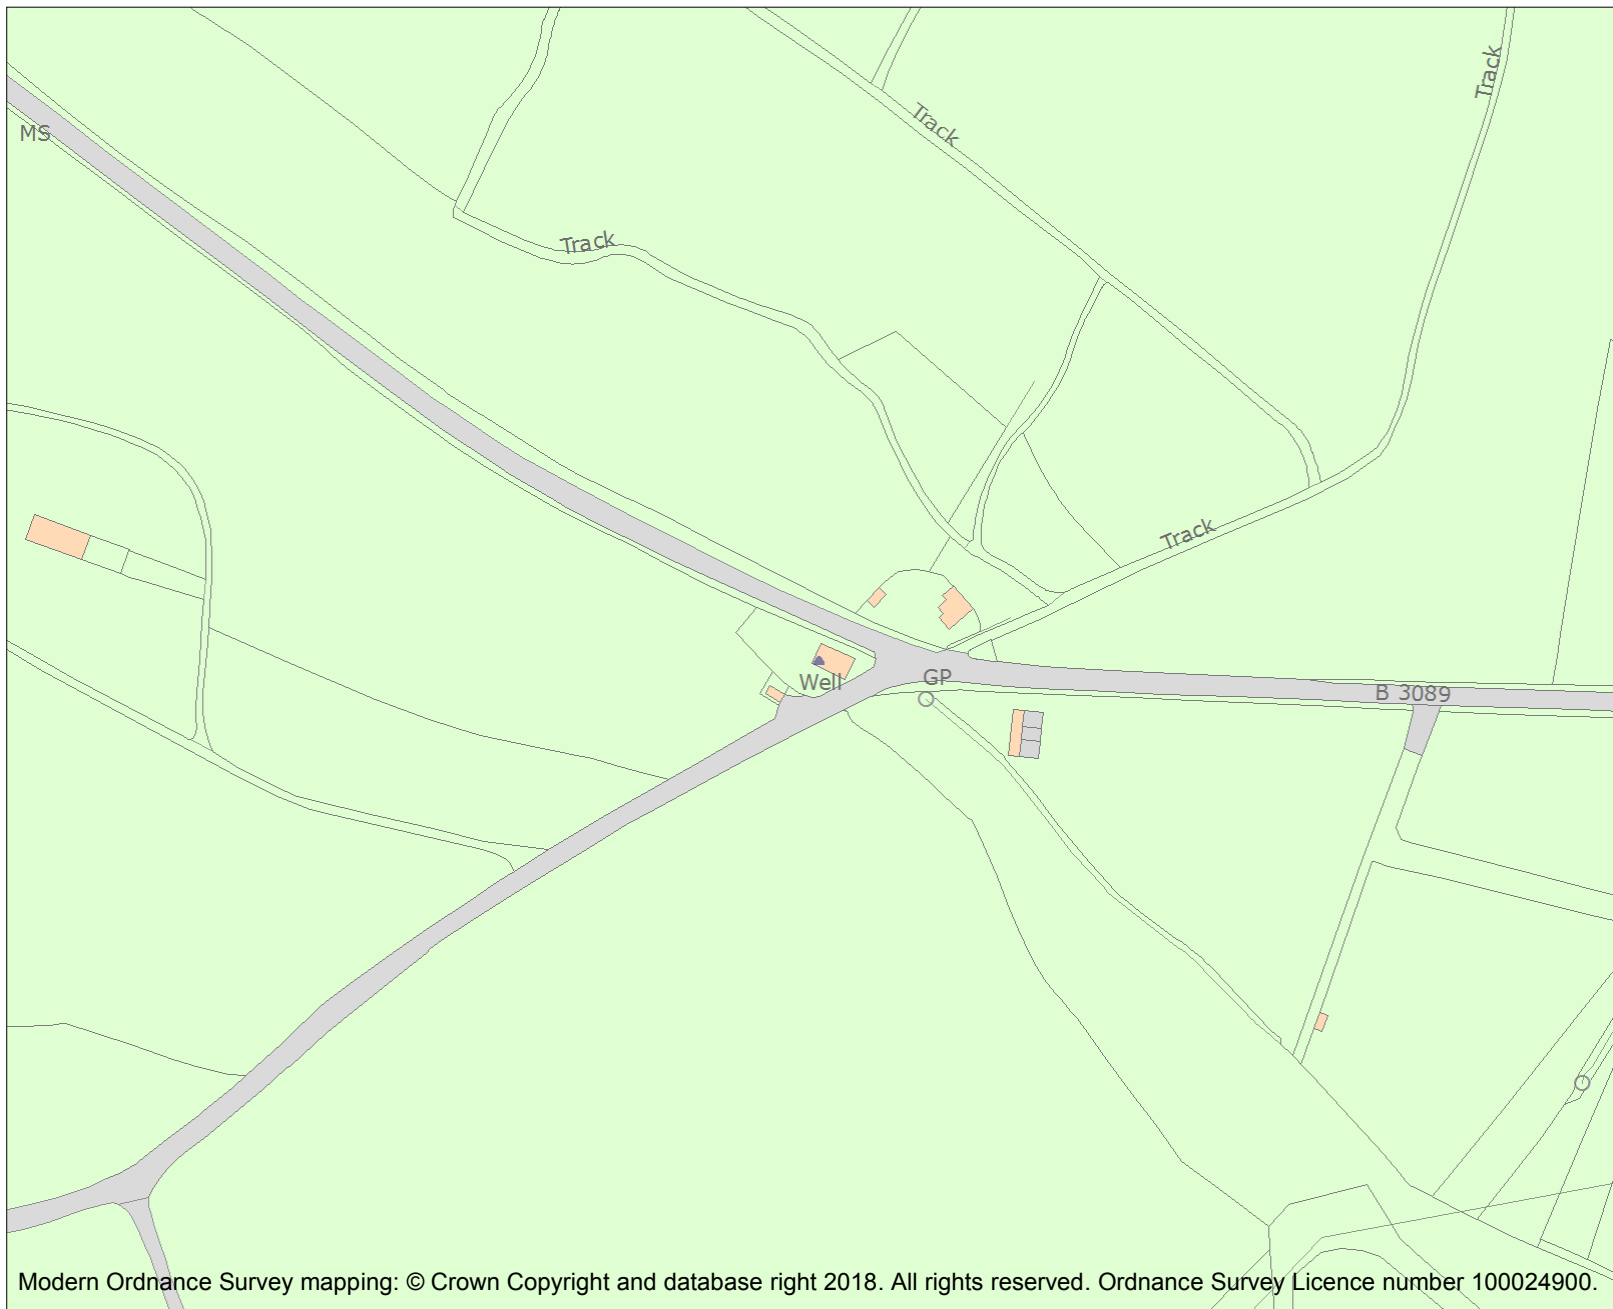 Track
Track
MS
Track
Track
Well
GP
B 3089
Modern Ordnance Survey mapping: © Crown Copyright and database right 2018. All rights reserved. Ordnance Survey Licence number 100024900.